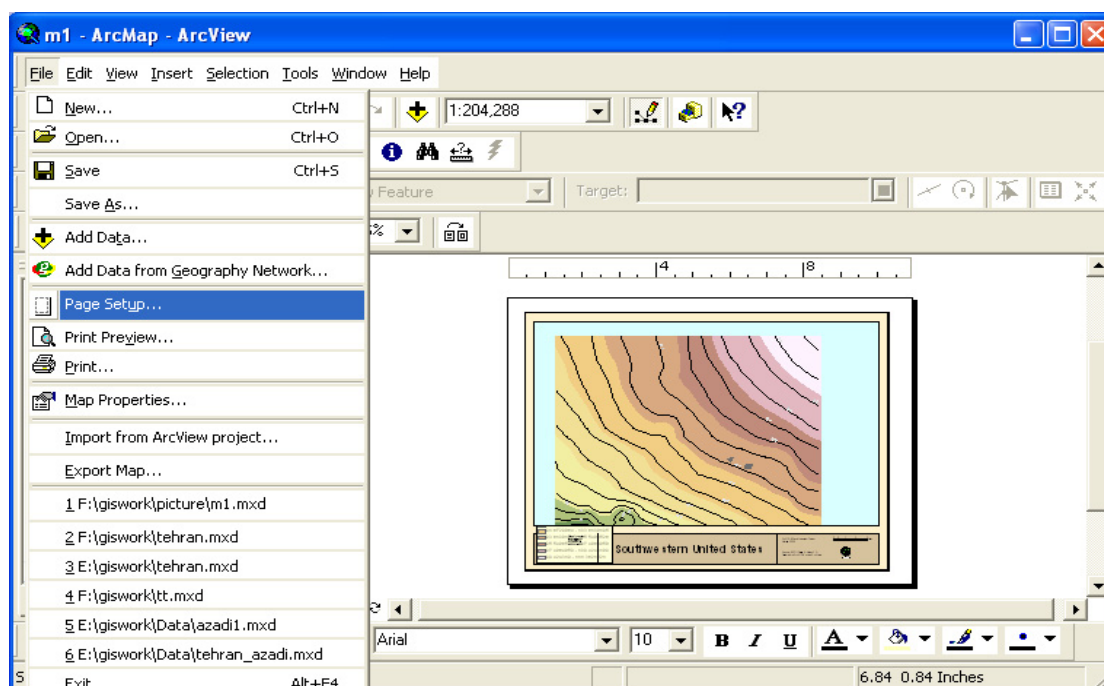 m1 - ArcMap - ArcView
File Edit View Insert Selection Tools Window Help
New... Ctrl+N
1:204,288
Open... Ctrl+O
Save Ctrl+S
Feature
Target:
Save As...
%
Add Data...
Add Data from Geography Network...
4 8
Page Setup...
Print Preview...
Print...
Map Properties...
Import from ArcView project...
Export Map...
1 F:\giswork\picture\m1.mxd
2 F:\giswork\tehran.mxd
3 E:\giswork\tehran.mxd
4 F:\giswork\tt.mxd
5 E:\giswork\Data\azadi1.mxd
6 E:\giswork\Data\tehran_azadi.mxd
Exit Alt+F4
Southwestern United States
Arial 10 B I U A
6.84 0.84 Inches